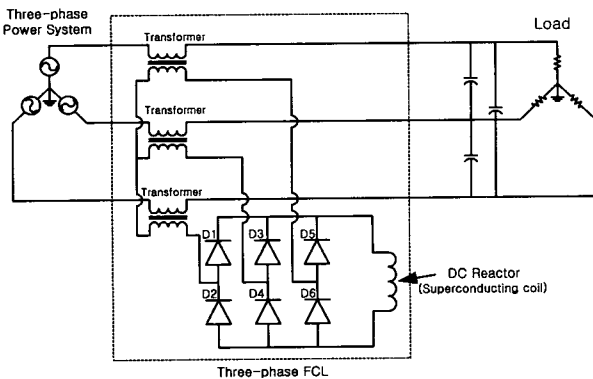 Three-phase
Power System
Transformer
Load
Transformer
Transformer
D1
D3
D5
D2
D4
D6
DC Reactor
(Superconducting coil)
Three-phase FCL